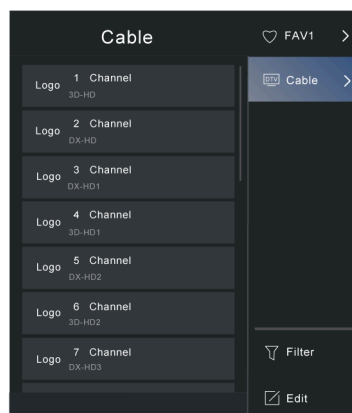 Cable
Logo 1 Channel
3D-HD
Logo 2 Channel
DX-HD
Logo 3 Channel
DX-HD1
Logo 4 Channel
3D-HD1
Logo 5 Channel
DX-HD2
Logo 6 Channel
3D-HD2
Logo 7 Channel
DX-HD3
FAV1
DTV Cable
Filter
Edit